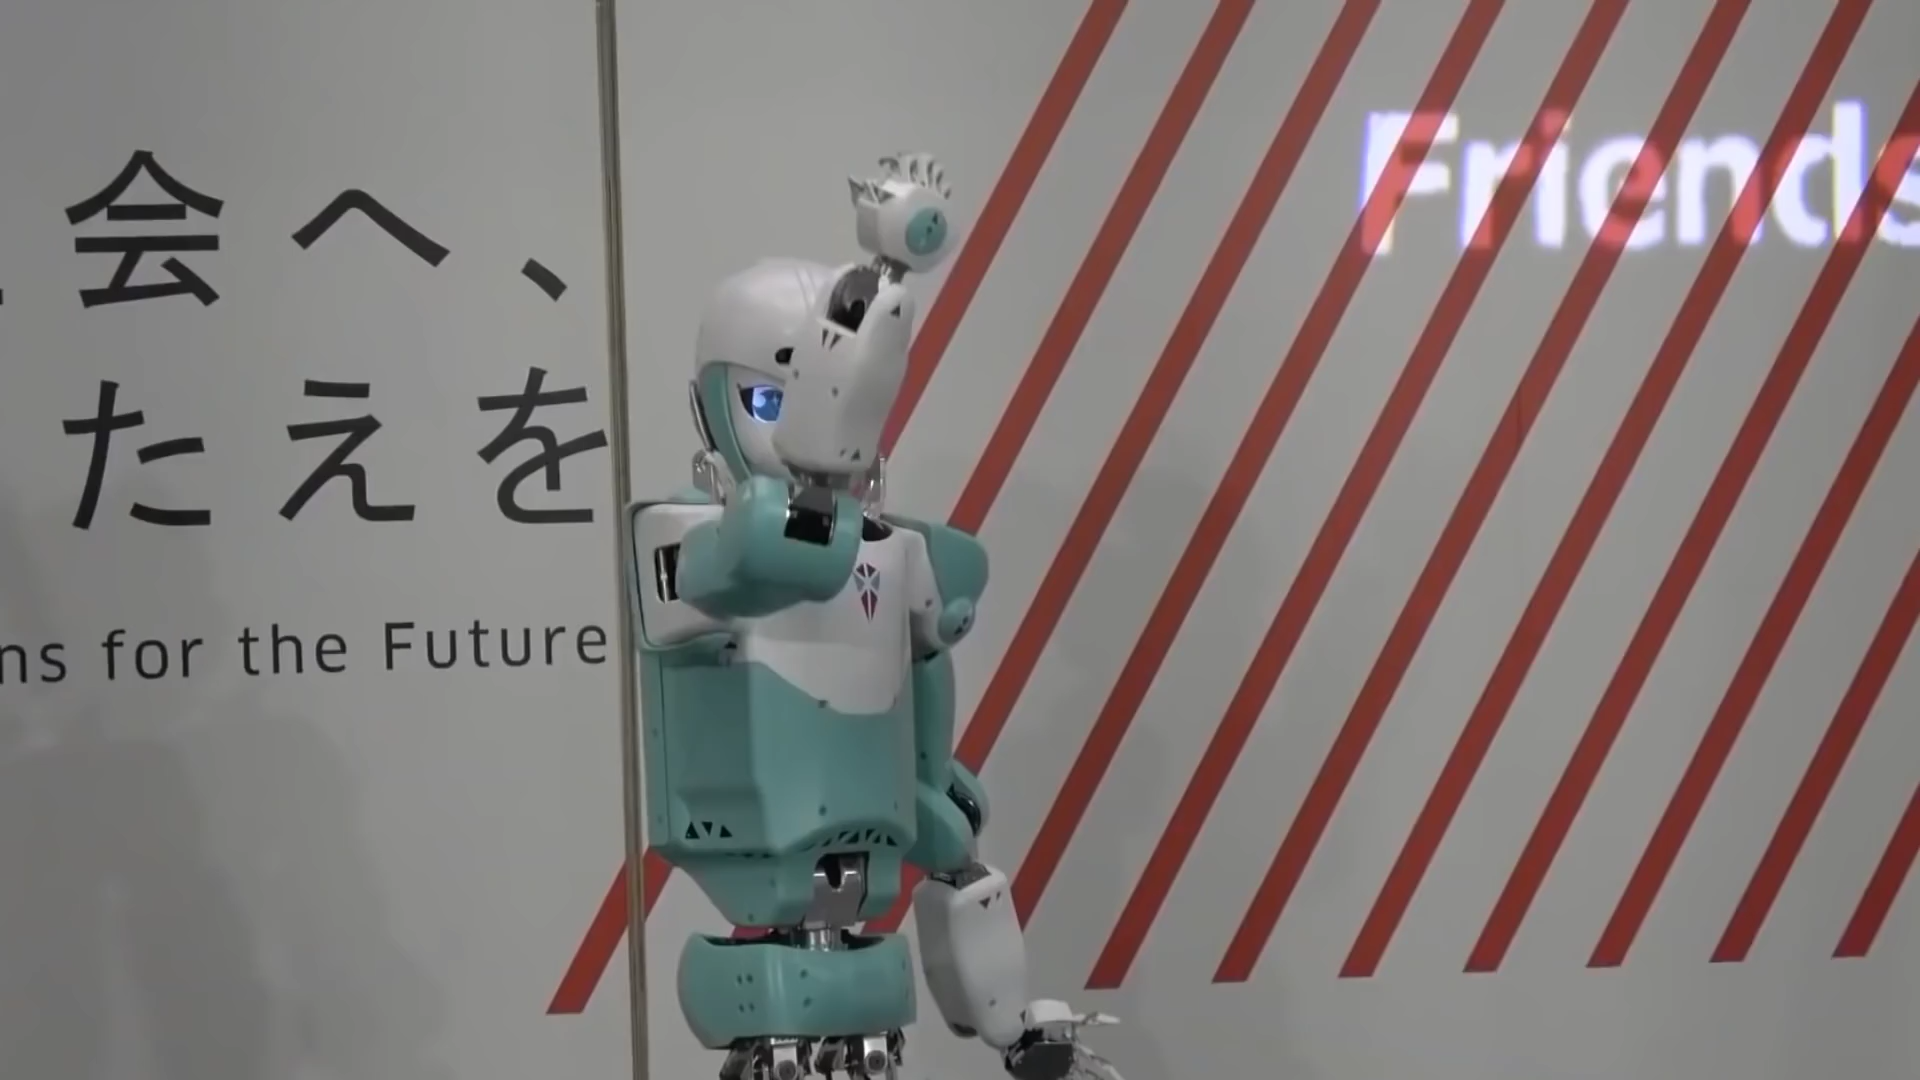 会へ、
たえを
ns for the Future
Friends